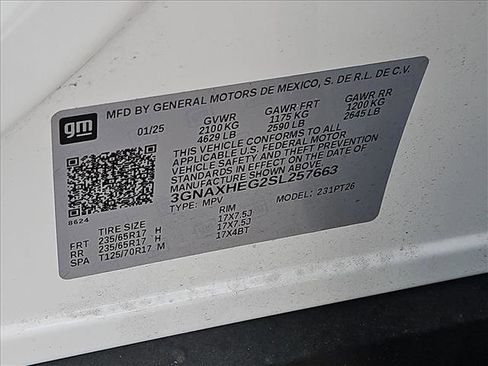 gm
MFD BY GENERAL MOTORS DE MEXICO, S. DE R.L. DE C.V.
01/25 GVWR GAWR FRT GAWR RR
2100 KG 1175 KG 1200 KG
4629 LB 2590 LB 2645 LB
THIS VEHICLE CONFORMS TO ALL
APPLICABLE U.S. FEDERAL MOTOR
VEHICLE SAFETY AND THEFT PREVENTION
STANDARDS IN EFFECT ON THE DATE OF
MANUFACTURE SHOWN ABOVE.
3GNAXHEG2SL257663
TYPE: MPV MODEL: 231PT26
8624
TIRE SIZE RIM
FRT 235/65R17 H 17X7.5J
RR 235/65R17 H 17X7.5J
SPA T125/70R17 M 17X4BT